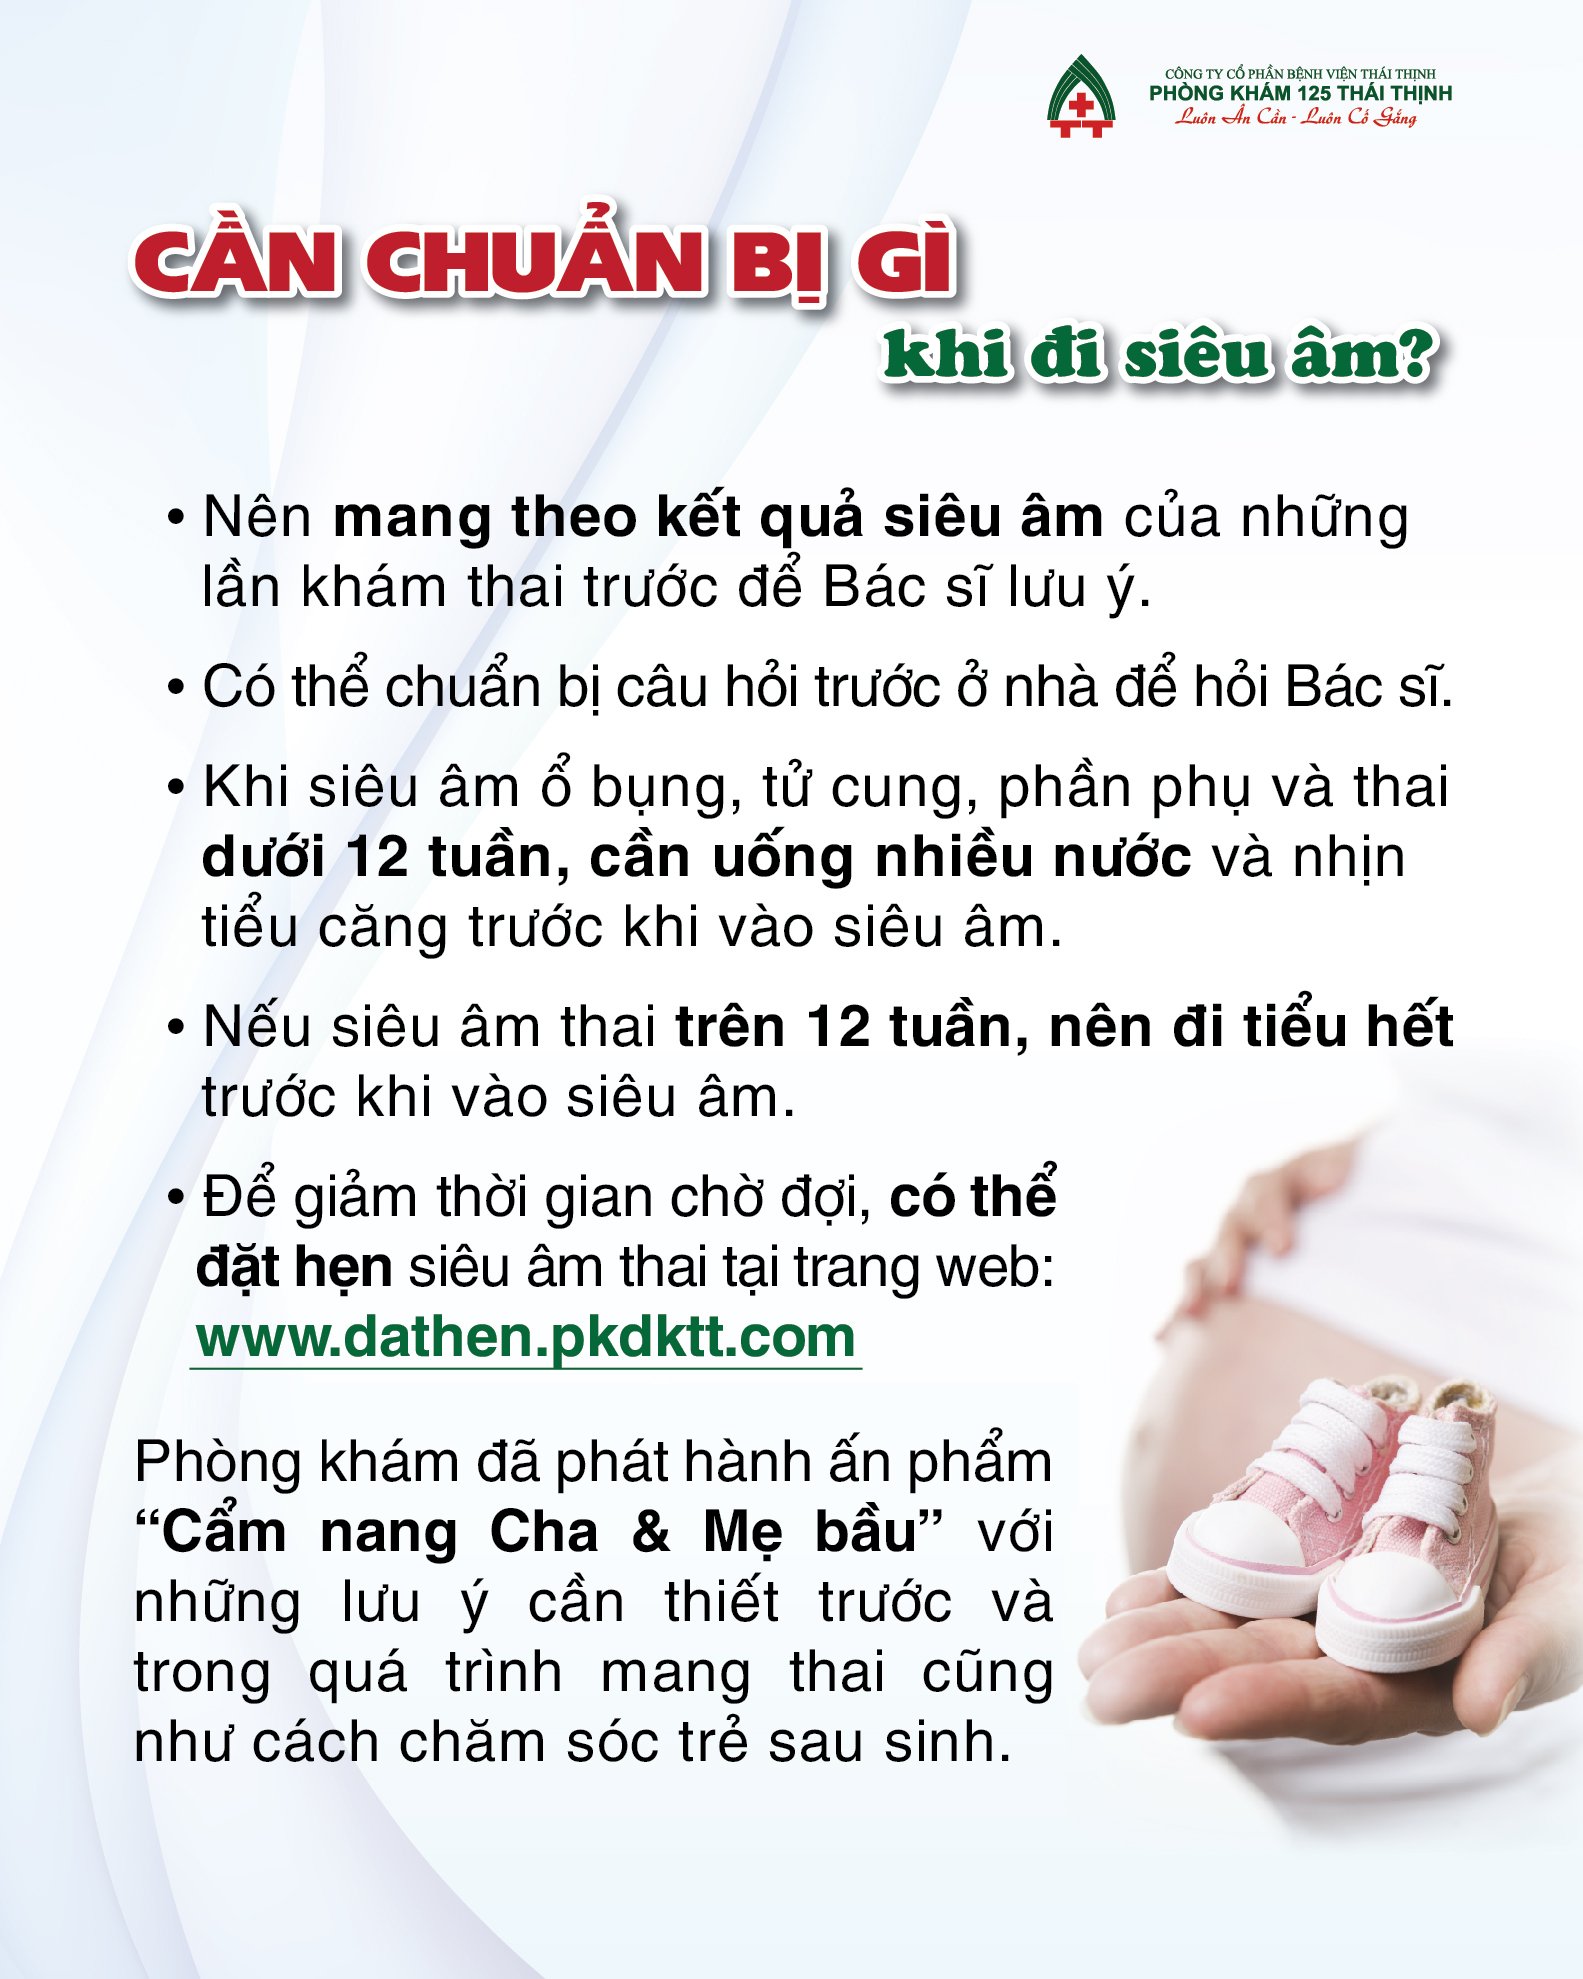 CÔNG TY CỔ PHẦN BỆNH VIỆN THÁI THỊNH
PHÒNG KHÁM 125 THÁI THỊNH
Luôn Ân Cần - Luôn Cố Gắng
TT
CẦN CHUẨN BỊ GÌ
khi đi siêu âm?
• Nên mang theo kết quả siêu âm của những
lần khám thai trước để Bác sĩ lưu ý.
• Có thể chuẩn bị câu hỏi trước ở nhà để hỏi Bác sĩ.
• Khi siêu âm ổ bụng, tử cung, phần phụ và thai
dưới 12 tuần, cần uống nhiều nước và nhịn
tiểu căng trước khi vào siêu âm.
• Nếu siêu âm thai trên 12 tuần, nên đi tiểu hết
trước khi vào siêu âm.
• Để giảm thời gian chờ đợi, có thể
đặt hẹn siêu âm thai tại trang web:
www.dathen.pkdktt.com
Phòng khám đã phát hành ấn phẩm
“Cẩm nang Cha & Mẹ bầu” với
những lưu ý cần thiết trước và
trong quá trình mang thai cũng
như cách chăm sóc trẻ sau sinh.